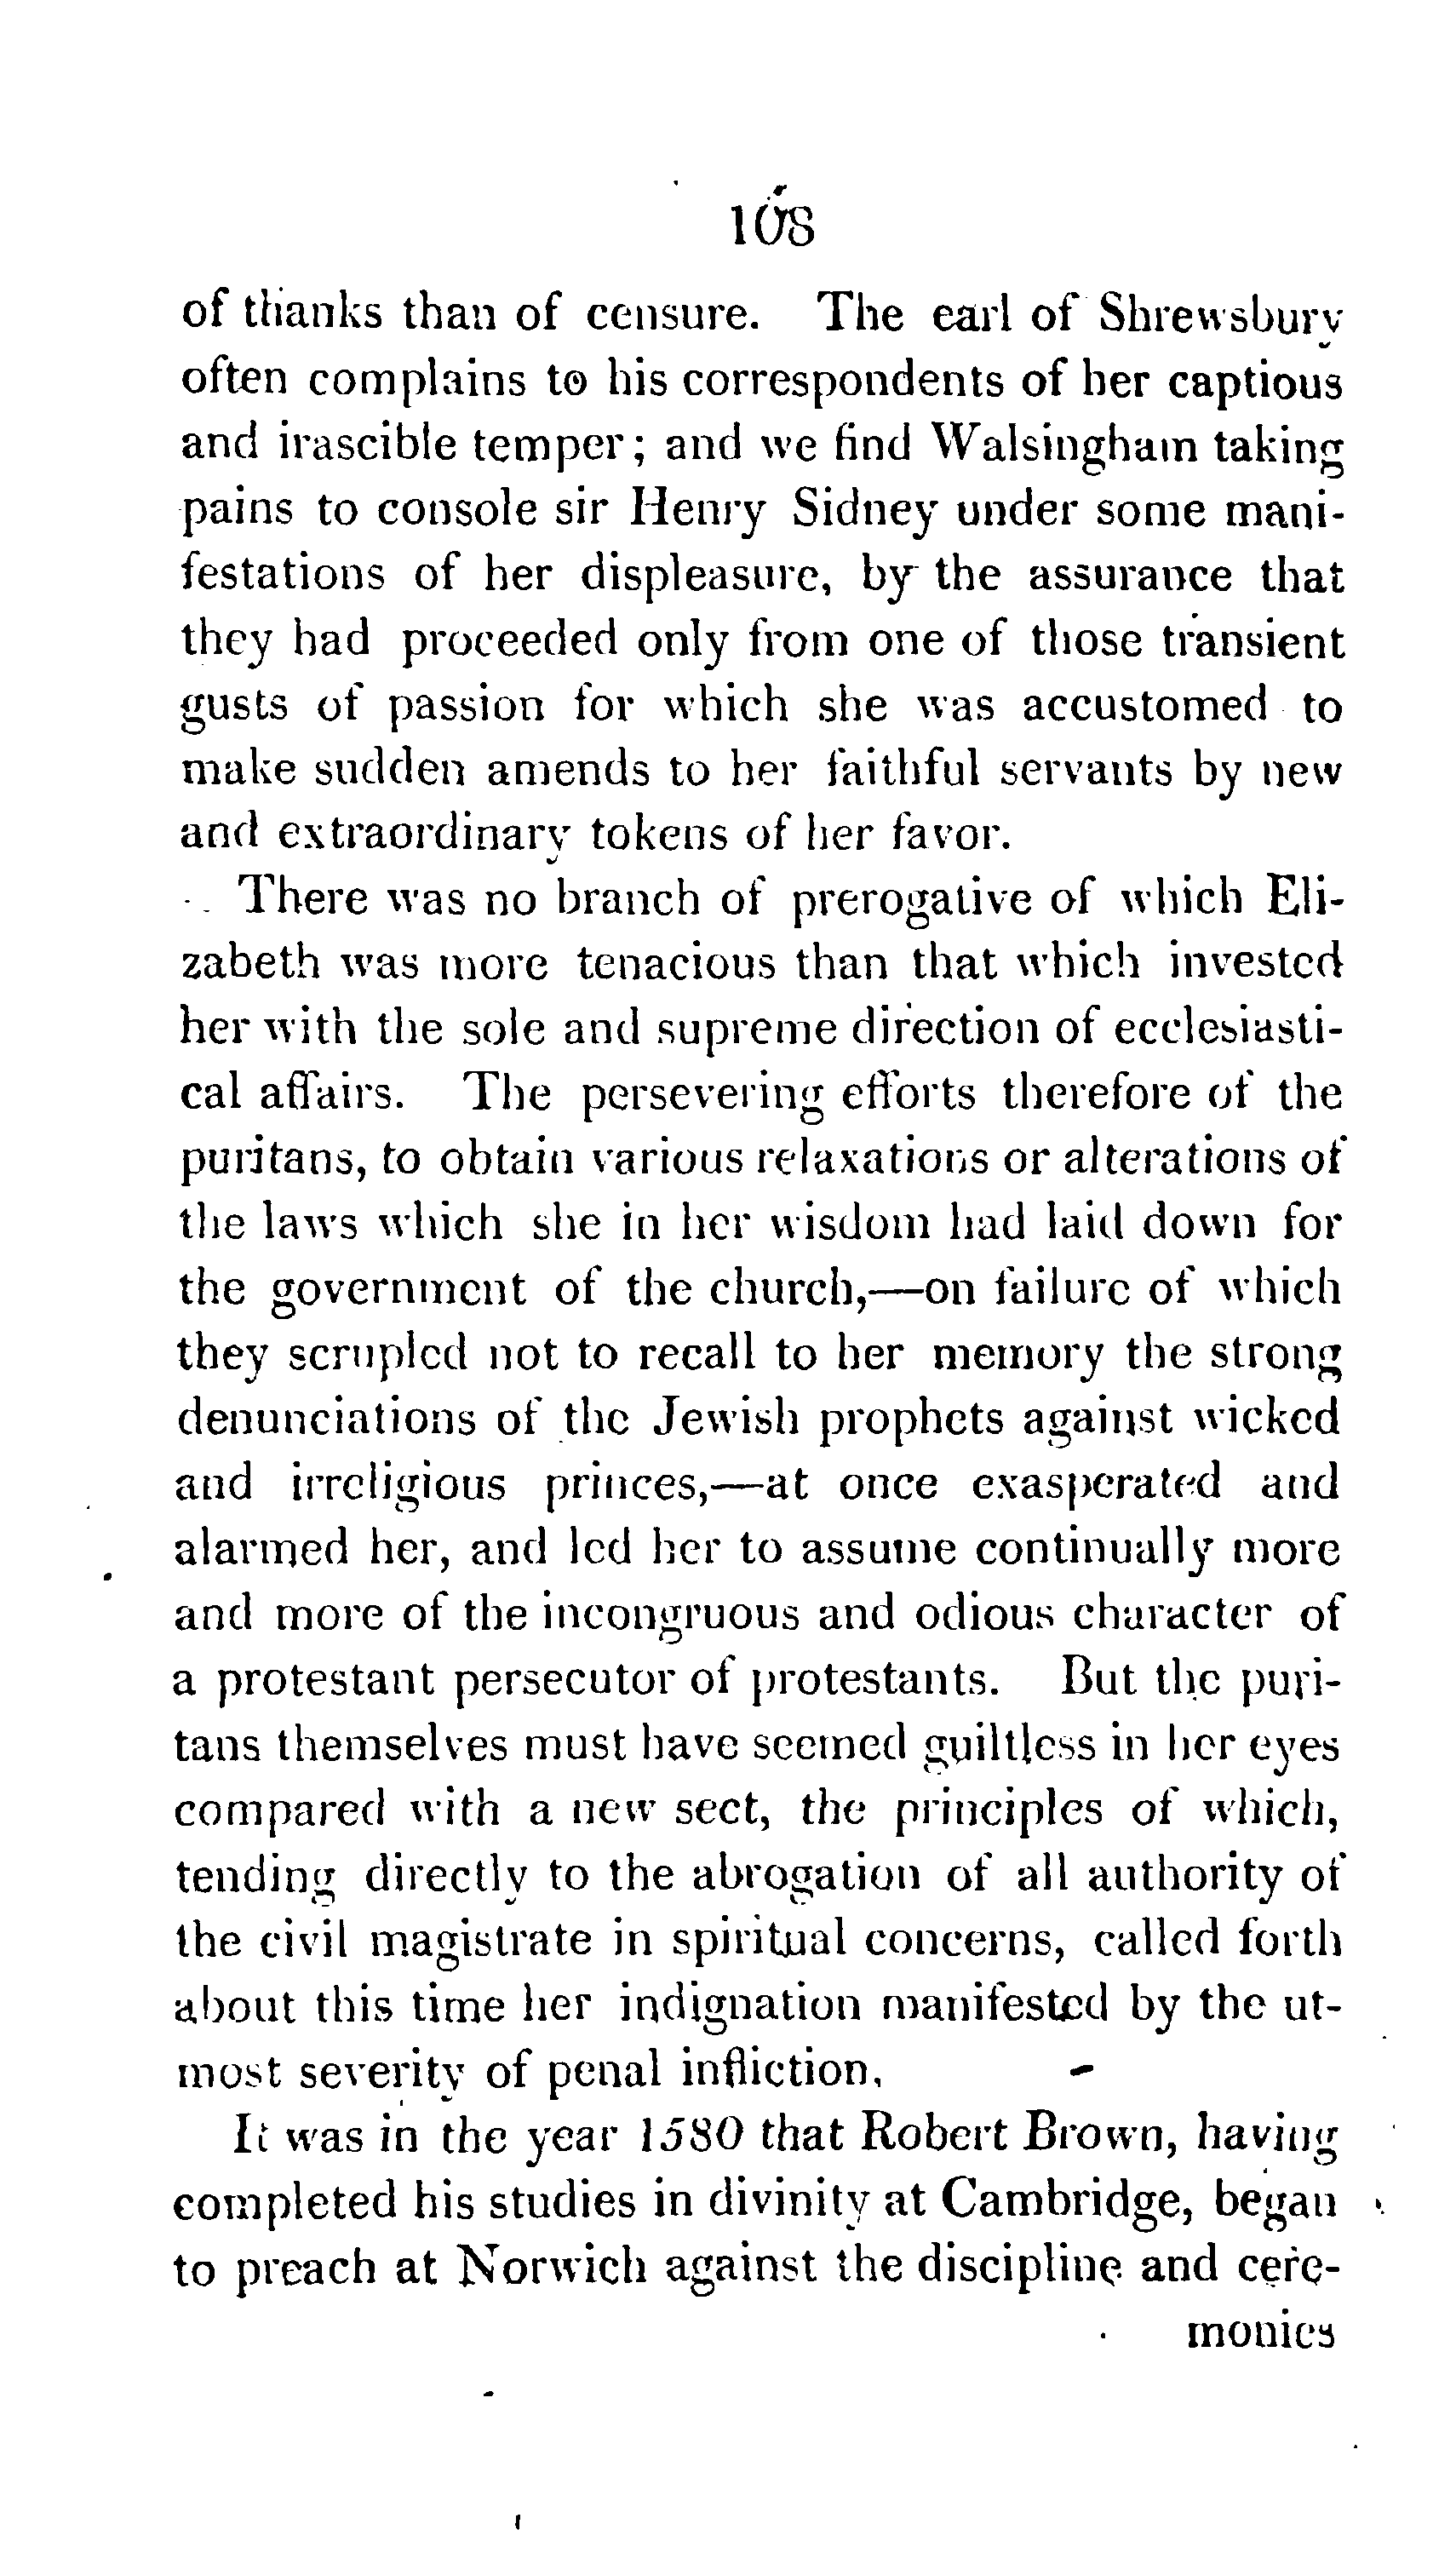 108
of thanks than of censure. The earl of Shrewsbury
often complains to his correspondents of her captious
and irascible temper; and we find Walsingham taking
pains to console sir Henry Sidney under some mani-
festations of her displeasure, by the assurance that
they had proceeded only from one of those transient
gusts of passion for which she was accustomed to
make sudden amends to her faithful servants by new
and extraordinary tokens of her favor.
There was no branch of prerogative of which Eli-
zabeth was more tenacious than that which invested
her with the sole and supreme direction of ecclesiasti-
cal affairs. The persevering efforts therefore of the
puritans, to obtain various relaxations or alterations of
the laws which she in her wisdom had laid down for
the government of the church,—on failure of which
they scrupled not to recall to her memory the strong
denunciations of the Jewish prophets against wicked
and irreligious princes,—at once exasperated and
alarmed her, and led her to assume continually more
and more of the incongruous and odious character of
a protestant persecutor of protestants. But the puri-
tans themselves must have seemed guiltless in her eyes
compared with a new sect, the principles of which,
tending directly to the abrogation of all authority of
the civil magistrate in spiritual concerns, called forth
about this time her indignation manifested by the ut-
most severity of penal infliction.
It was in the year 1580 that Robert Brown, having
completed his studies in divinity at Cambridge, began
to preach at Norwich against the discipline and cere-
monies